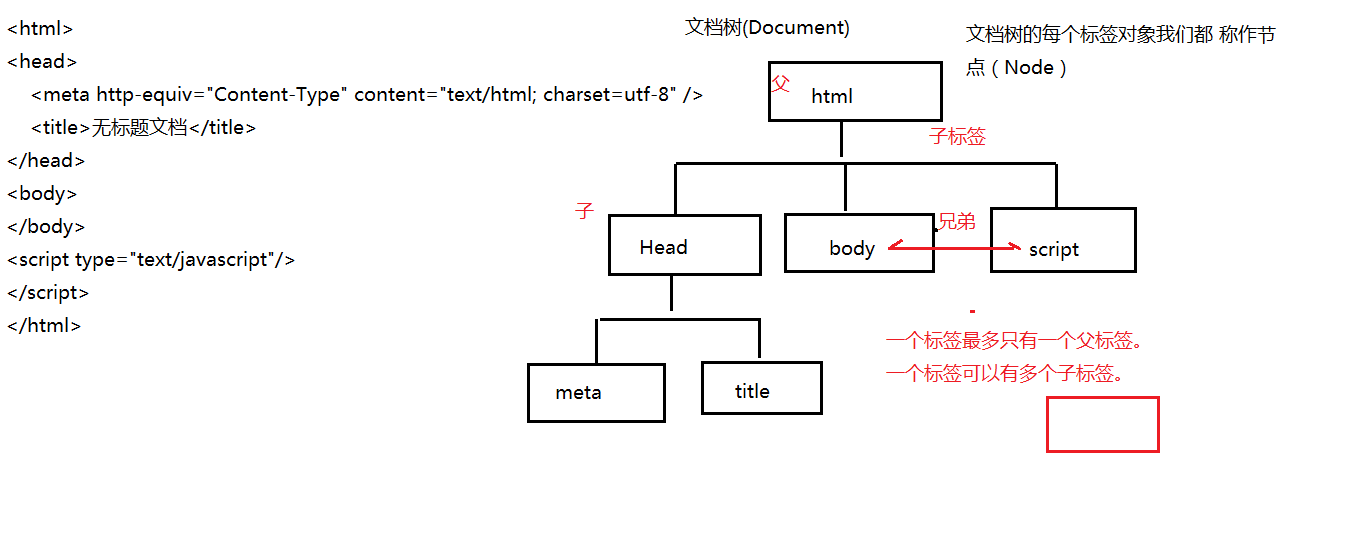 <html>
<head>
<meta http-equiv="Content-Type" content="text/html; charset=utf-8" />
<title>无标题文档</title>
</head>
<body>
</body>
<script type="text/javascript"/>
</script>
</html>
文档树(Document)
文档树的每个标签对象我们都 称作节
点（Node）
父
html
子标签
子
Head
body
兄弟
script
meta
title
一个标签最多只有一个父标签。
一个标签可以有多个子标签。